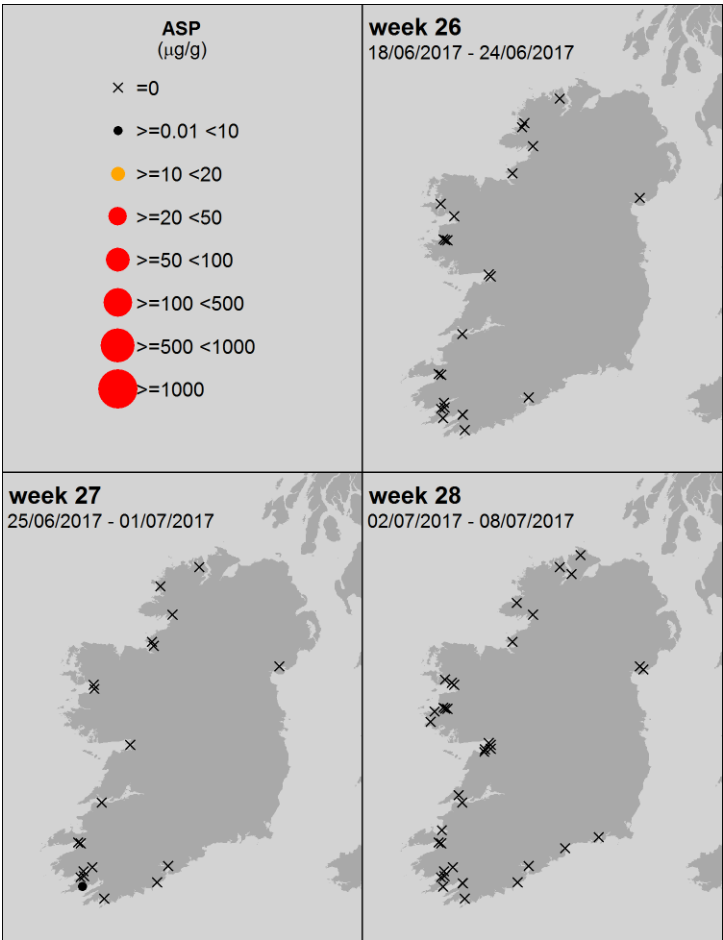 ASP
(µg/g)
=0
>=0.01 <10
>=10 <20
>=20 <50
>=50 <100
>=100 <500
>=500 <1000
>=1000
week 26
18/06/2017 - 24/06/2017
week 27
25/06/2017 - 01/07/2017
week 28
02/07/2017 - 08/07/2017